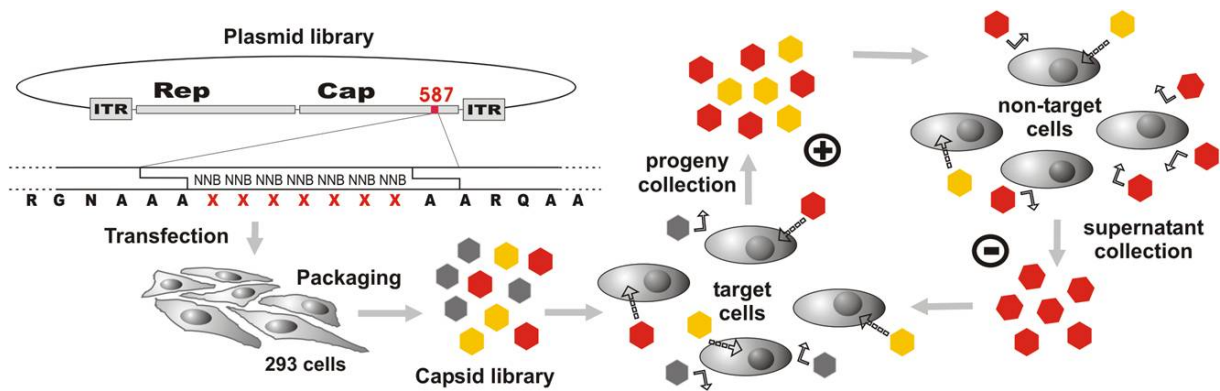 Plasmid library
ITR Rep Cap 587 ITR
NNB NNB NNB NNB NNB NNB NNB
R G N A A A X X X X X X X A A R Q A A
Transfection
Packaging
293 cells
Capsid library
target
cells
progeny
collection
+
non-target
cells
supernatant
collection
-